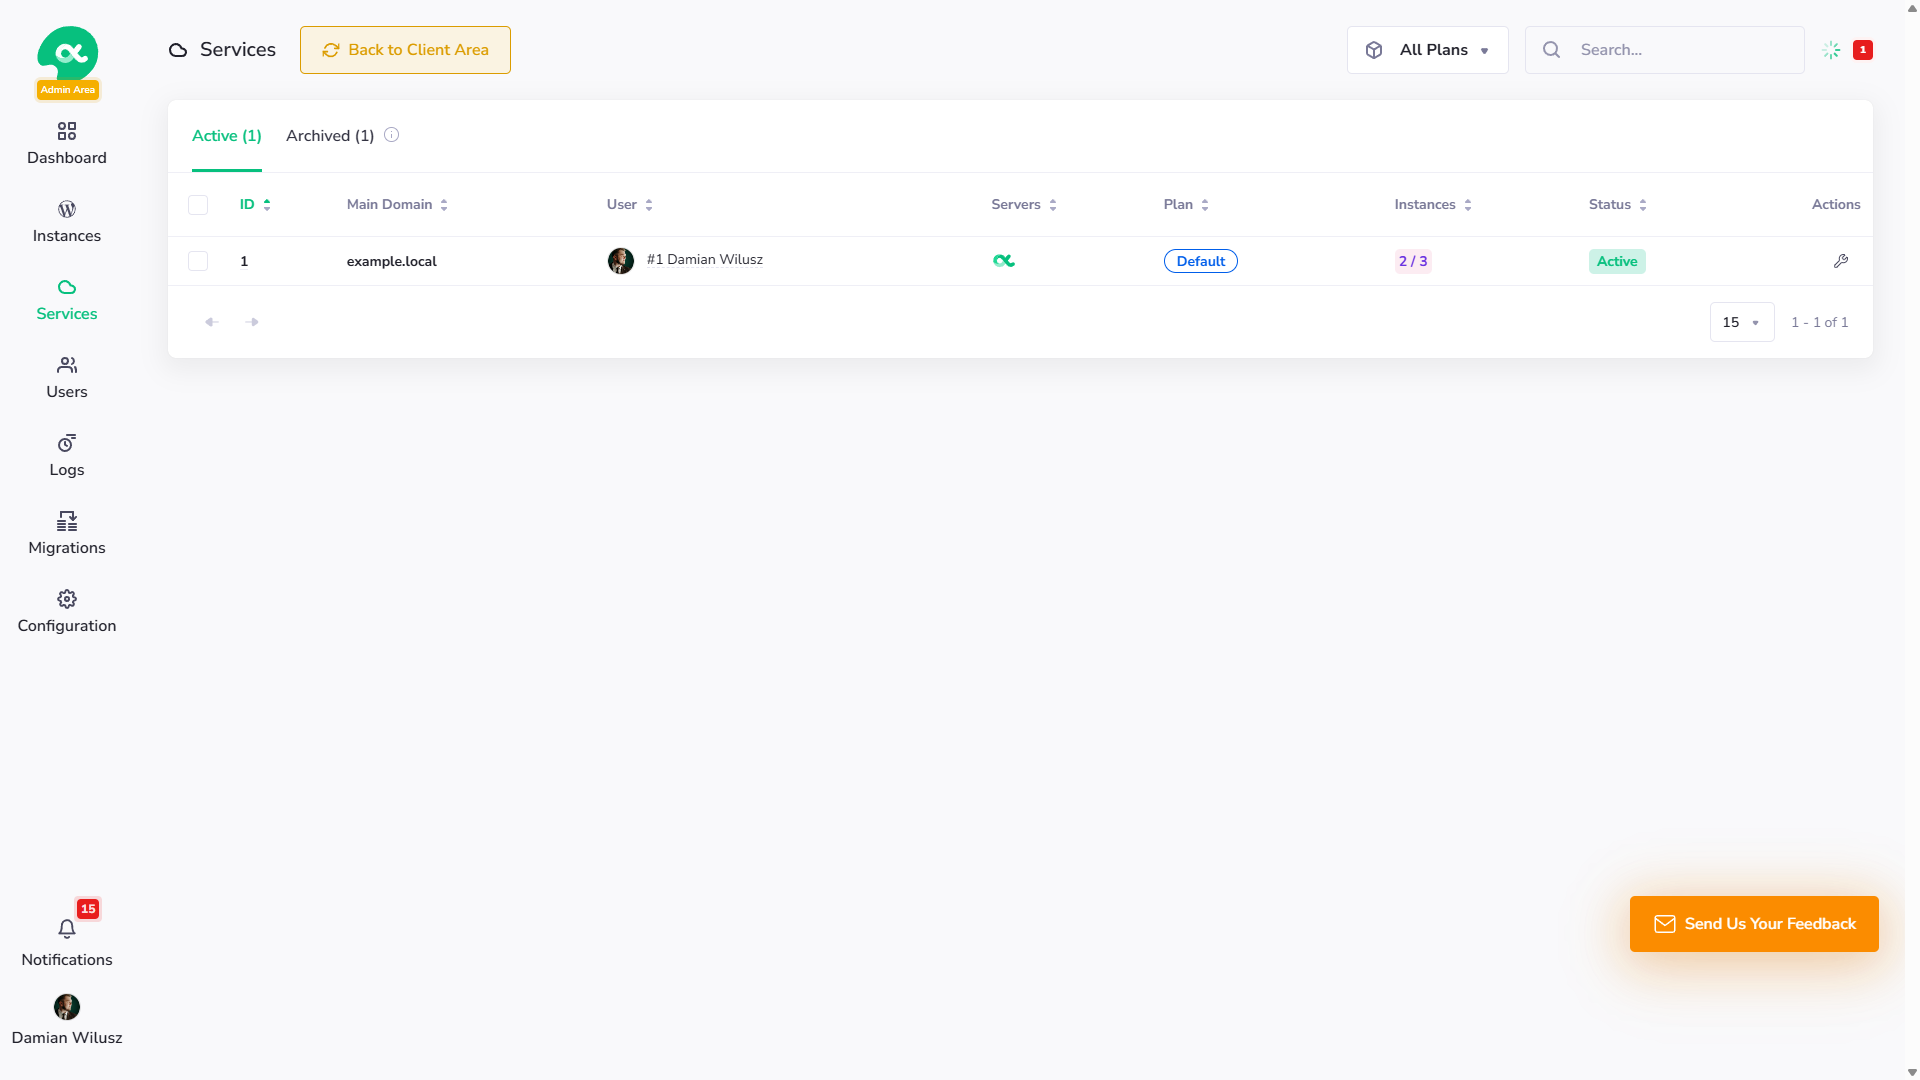 Admin Area
Dashboard
Instances
Services
Users
Logs
Migrations
Configuration
15
Notifications
Damian Wilusz
Services
Back to Client Area
All Plans
Search...
1
Active (1)
Archived (1)
ID
Main Domain
User
Servers
Plan
Instances
Status
Actions
1
example.local
#1 Damian Wilusz
Default
2 / 3
Active
15
1 - 1 of 1
Send Us Your Feedback